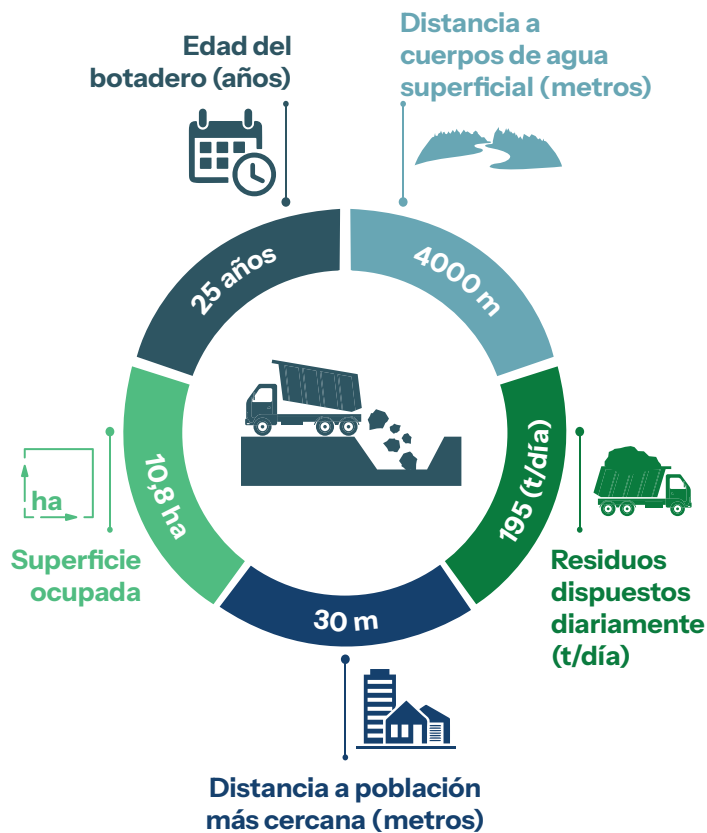 Edad del
botadero (años)
Distancia a
cuerpos de agua
superficial (metros)
25 años
4000 m
10,8 ha
195 (t/día)
30 m
ha
Superficie
ocupada
Residuos
dispuestos
diariamente
(t/día)
Distancia a población
más cercana (metros)